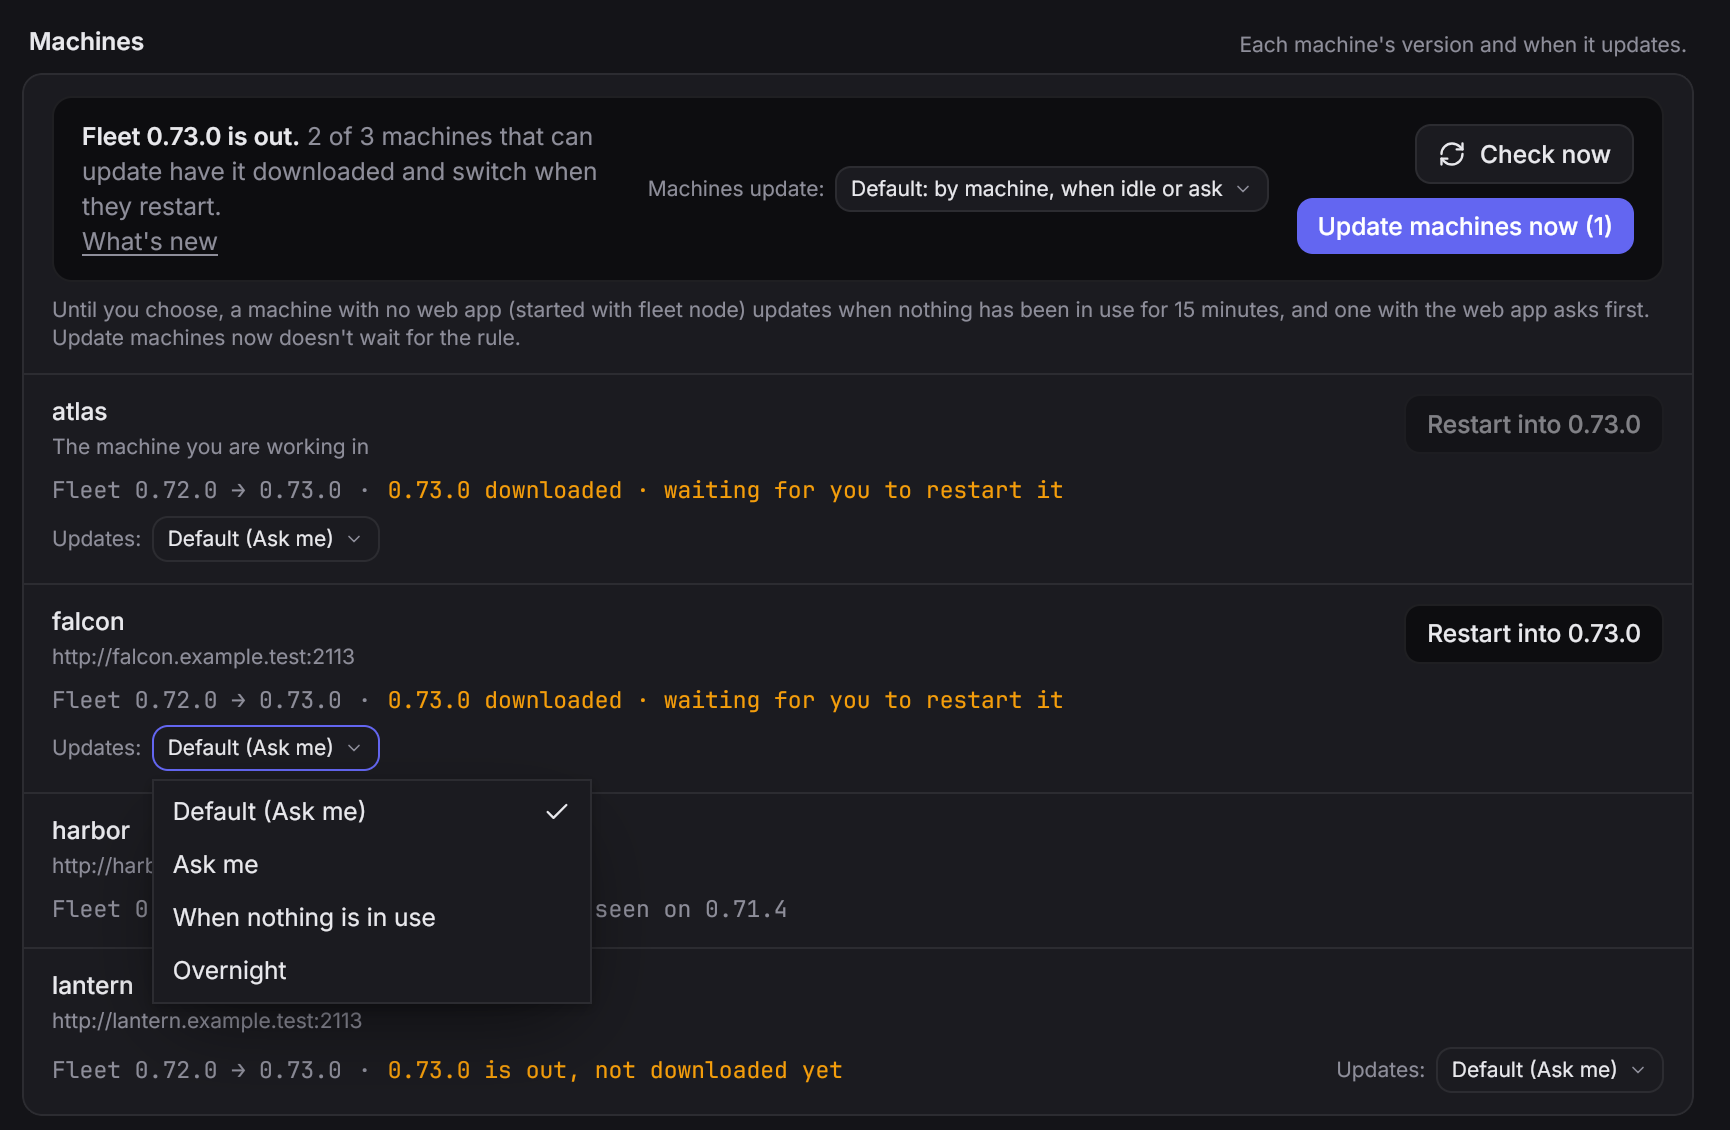 Machines
Each machine's version and when it updates.
Fleet 0.73.0 is out. 2 of 3 machines that can
update have it downloaded and switch when
they restart.
What's new
Machines update:
Default: by machine, when idle or ask
Check now
Update machines now (1)
Until you choose, a machine with no web app (started with fleet node) updates when nothing has been in use for 15 minutes, and one with the web app asks first.
Update machines now doesn't wait for the rule.
atlas
The machine you are working in
Restart into 0.73.0
Fleet 0.72.0 → 0.73.0 · 0.73.0 downloaded · waiting for you to restart it
Updates: Default (Ask me)
falcon
http://falcon.example.test:2113
Restart into 0.73.0
Fleet 0.72.0 → 0.73.0 · 0.73.0 downloaded · waiting for you to restart it
Updates: Default (Ask me)
Default (Ask me)
Ask me
When nothing is in use
Overnight
harbor
http://harb
Fleet 0
seen on 0.71.4
lantern
http://lantern.example.test:2113
Fleet 0.72.0 → 0.73.0 · 0.73.0 is out, not downloaded yet
Updates: Default (Ask me)